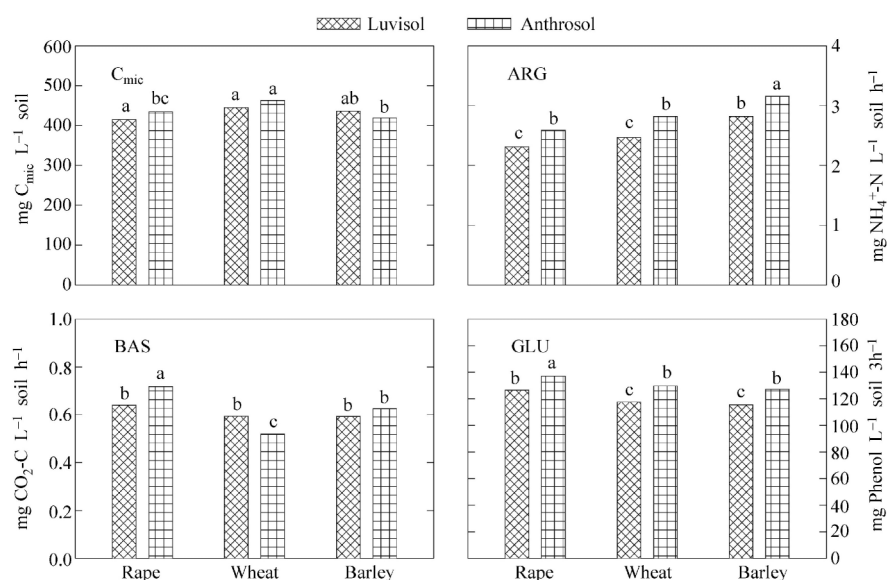 Luvisol Anthrosol
600
500
400
300
200
100
0
mg C_mic L⁻¹ soil
C_mic
a bc a a ab b
4
3
2
1
0
mg NH₄⁺-N L⁻¹ soil h⁻¹
ARG
c b c b b a
1.0
0.8
0.6
0.4
0.2
0.0
mg CO₂-C L⁻¹ soil h⁻¹
BAS
b a b c b b
Rape Wheat Barley
180
160
140
120
100
80
60
40
20
0
mg Phenol L⁻¹ soil 3h⁻¹
GLU
b a c b c b
Rape Wheat Barley